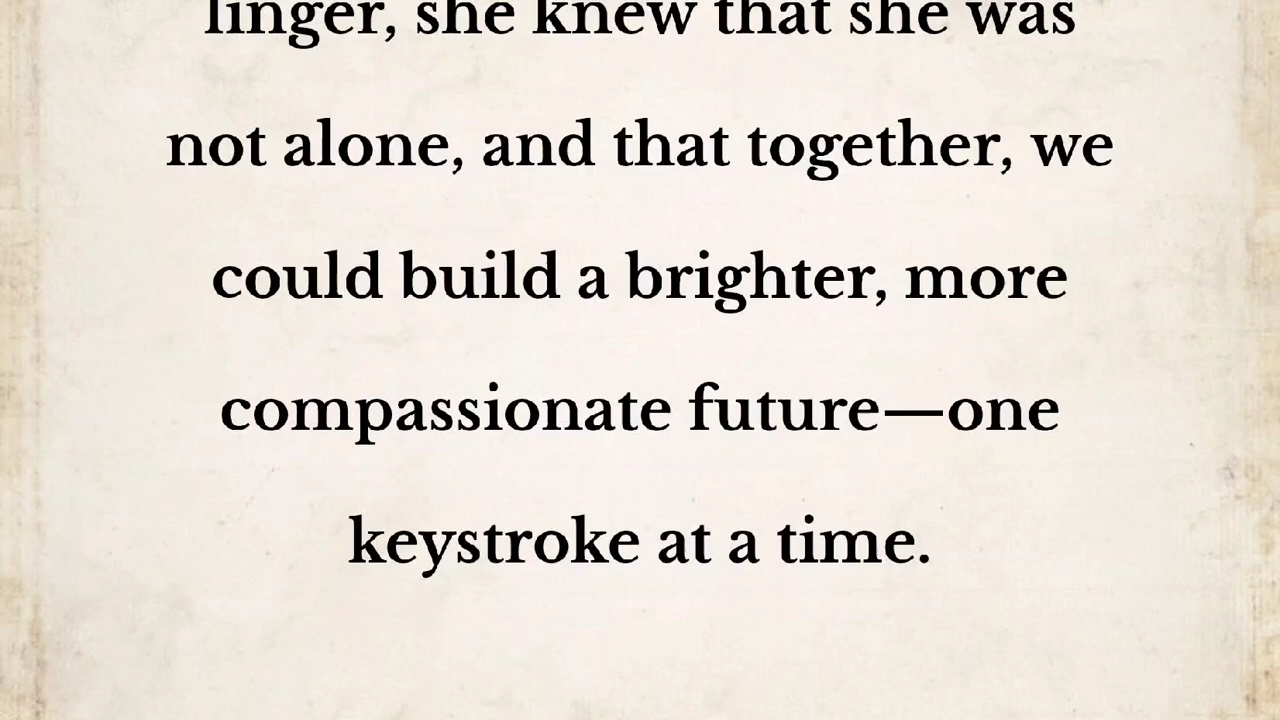 linger, she knew that she was
not alone, and that together, we
could build a brighter, more
compassionate future—one
keystroke at a time.